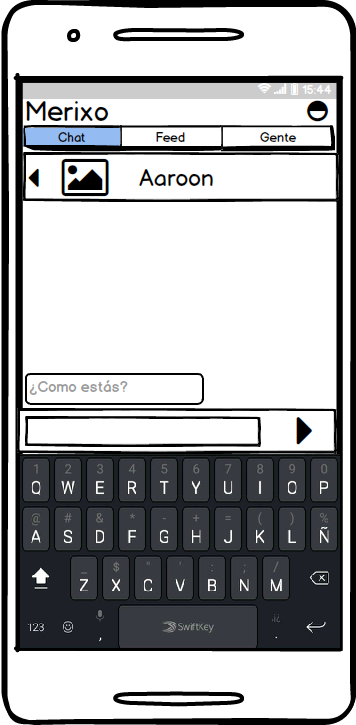 15:44
Merixo
Chat Feed Gente
Aaroon
¿Como estás?
1 2 3 4 5 6 7 8 9 0
Q W E R T Y U I O P
@ # & * - + = ( ) %
A S D F G H J K L Ñ
_ $ " ' : ; /
Z X C V B N M
123 , SwiftKey .